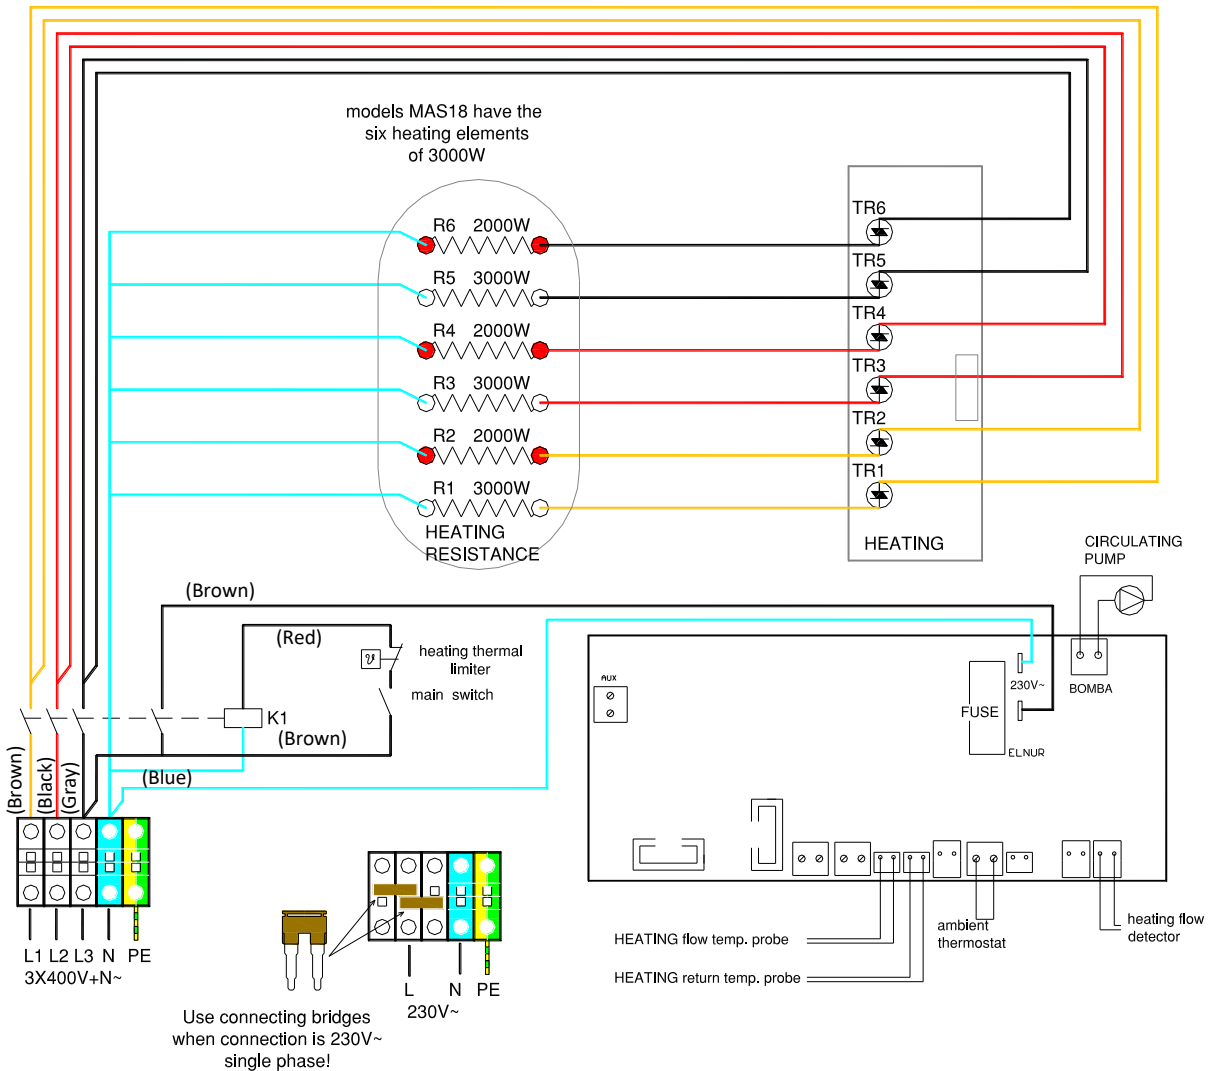 models MAS18 have the
six heating elements
of 3000W
R6 2000W
R5 3000W
R4 2000W
R3 3000W
R2 2000W
R1 3000W
HEATING
RESISTANCE
TR6
TR5
TR4
TR3
TR2
TR1
HEATING
CIRCULATING
PUMP
(Brown)
(Red)
ϑ
heating thermal
limiter
main switch
K1
(Brown)
(Blue)
(Brown)
(Black)
(Gray)
AUX
230V~
FUSE
ELNUR
BOMBA
L1 L2 L3 N PE
3X400V+N~
L N PE
230V~
Use connecting bridges
when connection is 230V~
single phase!
HEATING flow temp. probe
HEATING return temp. probe
ambient
thermostat
heating flow
detector